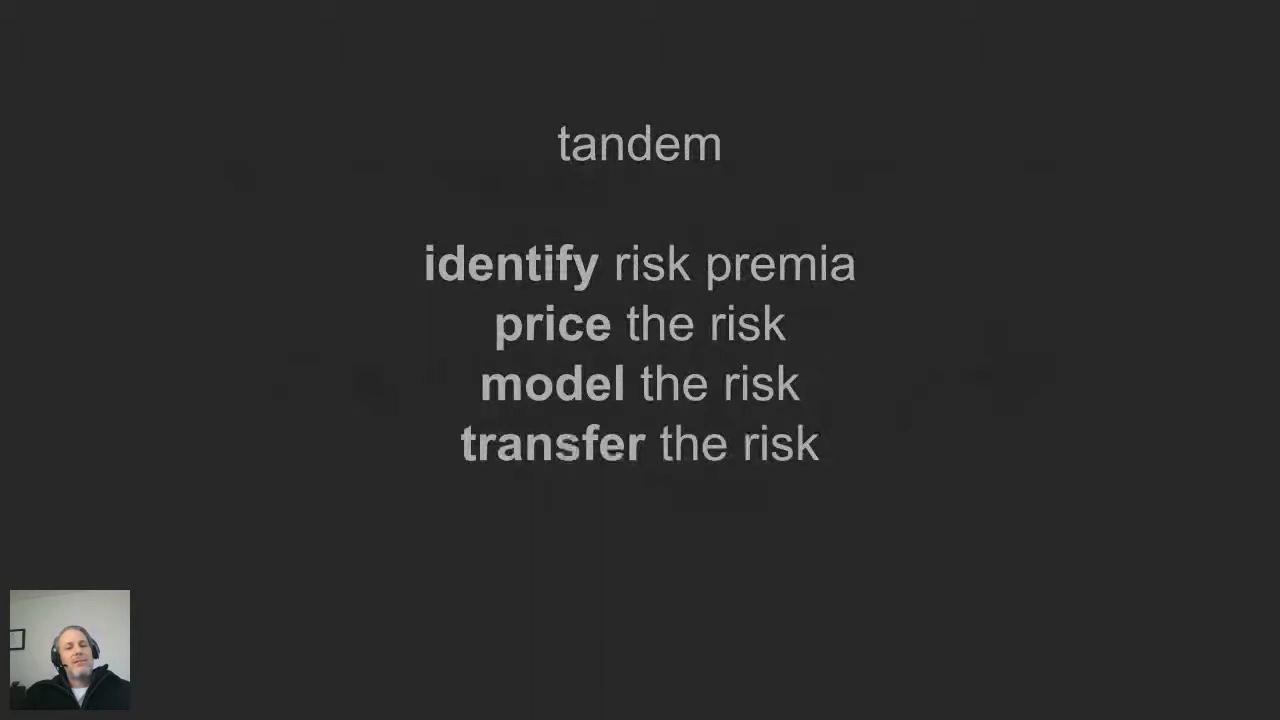 tandem
identify risk premia
price the risk
model the risk
transfer the risk